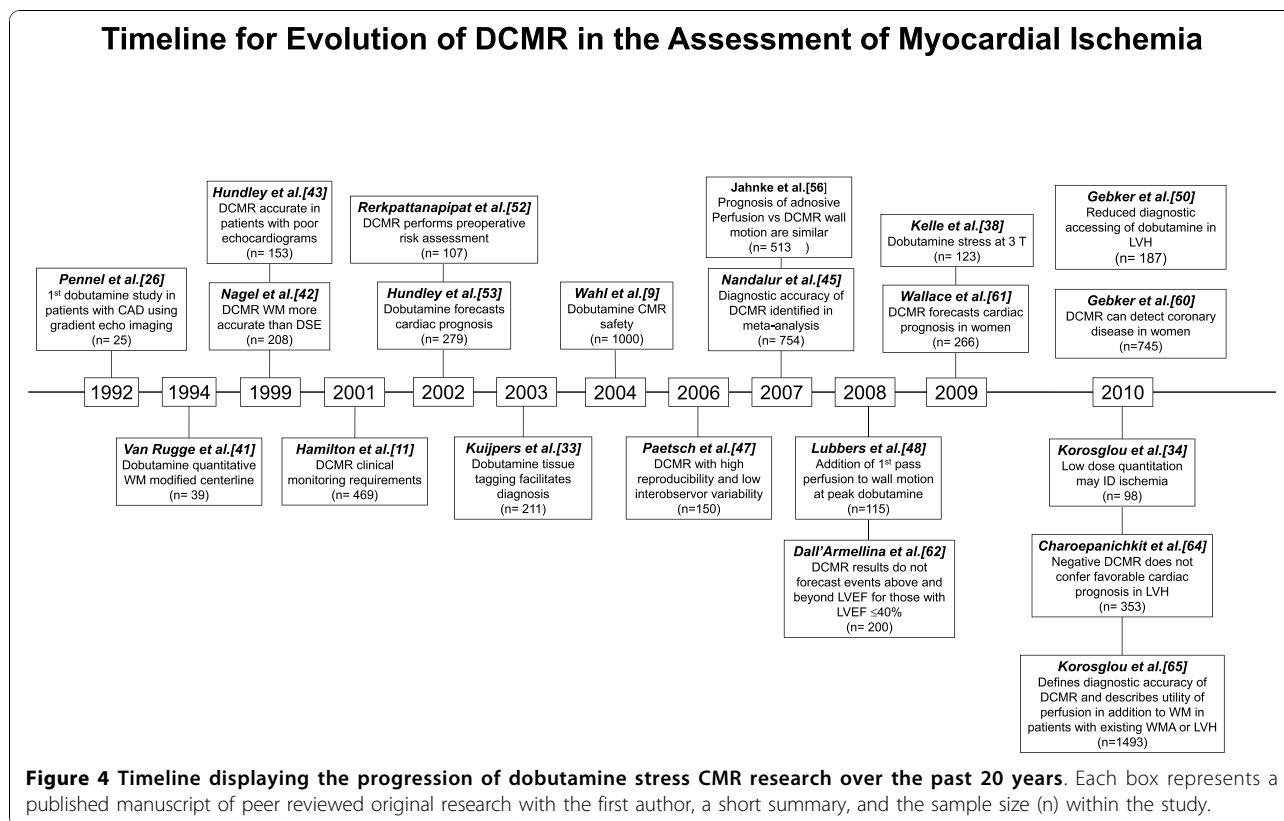 Timeline for Evolution of DCMR in the Assessment of Myocardial Ischemia
Hundley et al.[43]
DCMR accurate in
patients with poor
echocardiograms
(n= 153)
Rerkpattanapipat et al.[52]
DCMR performs preoperative
risk assessment
(n= 107)
Jahnke et al.[56]
Prognosis of adnosive
Perfusion vs DCMR wall
motion are similar
(n= 513 )
Kelle et al.[38]
Dobutamine stress at 3 T
(n= 123)
Gebker et al.[50]
Reduced diagnostic
accessing of dobutamine in
LVH
(n= 187)
Pennel et al.[26]
1st dobutamine study in
patients with CAD using
gradient echo imaging
(n= 25)
Nagel et al.[42]
DCMR WM more
accurate than DSE
(n= 208)
Hundley et al.[53]
Dobutamine forecasts
cardiac prognosis
(n= 279)
Wahl et al.[9]
Dobutamine CMR
safety
(n= 1000)
Nandalur et al.[45]
Diagnostic accuracy of
DCMR identified in
meta-analysis
(n= 754)
Wallace et al.[61]
DCMR forecasts cardiac
prognosis in women
(n= 266)
Gebker et al.[60]
DCMR can detect coronary
disease in women
(n=745)
1992 1994 1999 2001 2002 2003 2004 2006 2007 2008 2009 2010
Van Rugge et al.[41]
Dobutamine quantitative
WM modified centerline
(n= 39)
Hamilton et al.[11]
DCMR clinical
monitoring requirements
(n= 469)
Kuijpers et al.[33]
Dobutamine tissue
tagging facilitates
diagnosis
(n= 211)
Paetsch et al.[47]
DCMR with high
reproducibility and low
interobservor variability
(n=150)
Lubbers et al.[48]
Addition of 1st pass
perfusion to wall motion
at peak dobutamine
(n=115)
Korosglou et al.[34]
Low dose quantitation
may ID ischemia
(n= 98)
Dall'Armellina et al.[62]
DCMR results do not
forecast events above and
beyond LVEF for those with
LVEF ≤40%
(n= 200)
Charoepanichkit et al.[64]
Negative DCMR does not
confer favorable cardiac
prognosis in LVH
(n= 353)
Korosglou et al.[65]
Defines diagnostic accuracy of
DCMR and describes utility of
perfusion in addition to WM in
patients with existing WMA or LVH
(n=1493)
Figure 4 Timeline displaying the progression of dobutamine stress CMR research over the past 20 years. Each box represents a
published manuscript of peer reviewed original research with the first author, a short summary, and the sample size (n) within the study.